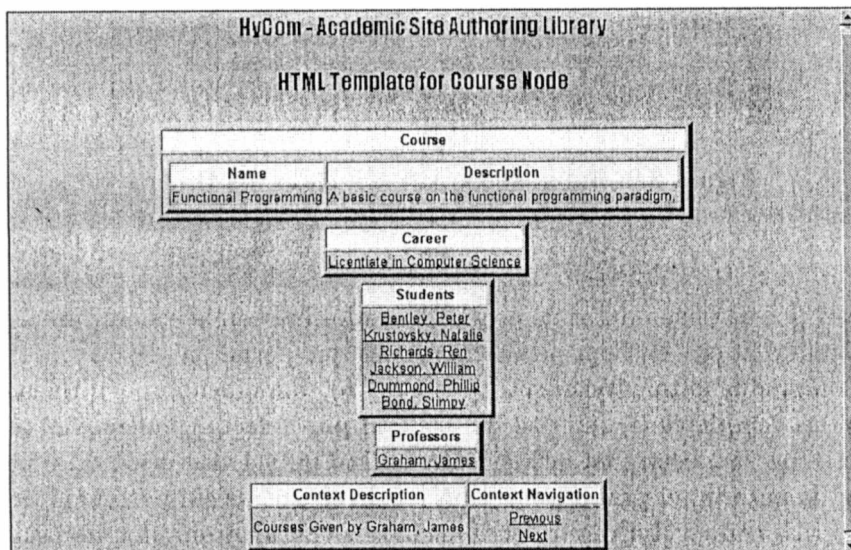 HyCom - Academic Site Authoring Library
HTML Template for Course Node
Course
Name Description
Functional Programming A basic course on the functional programming paradigm.
Career
Licentiate in Computer Science
Students
Bentley, Peter
Krustovsky, Natalie
Richards, Ren
Jackson, William
Drummond, Phillip
Bond, Stimpy
Professors
Graham, James
Context Description Context Navigation
Courses Given by Graham, James Previous
Next